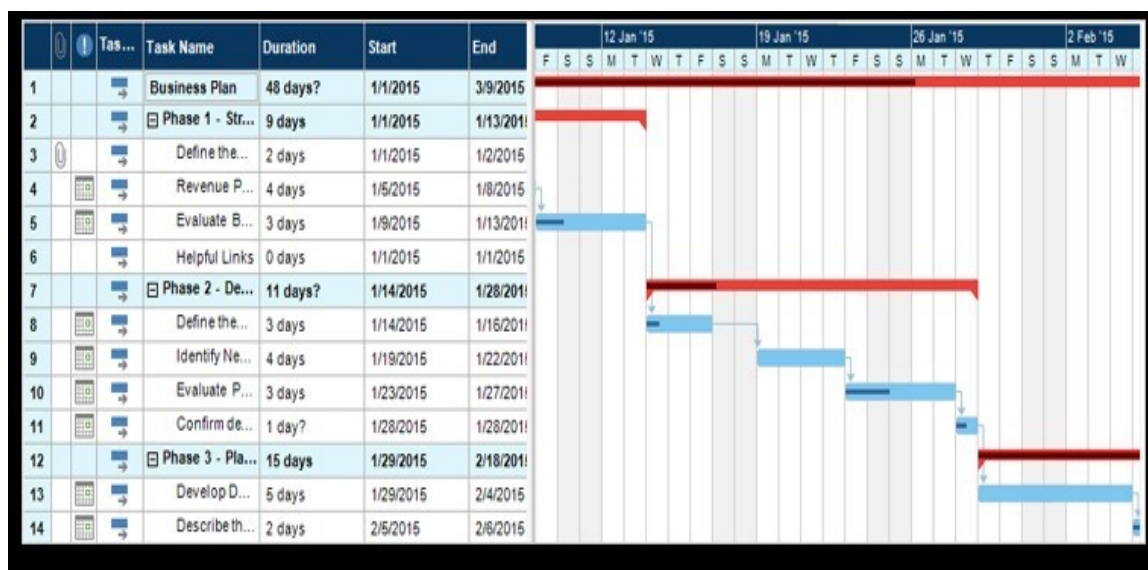 Tas... Task Name Duration Start End 12 Jan '15 19 Jan '15 26 Jan '15 2 Feb '15
F S S M T W T F S S M T W T F S S M T W T F S S M T W
1 Business Plan 48 days? 1/1/2015 3/9/2015
2 Phase 1 - Str... 9 days 1/1/2015 1/13/201
3 Define the... 2 days 1/1/2015 1/2/2015
4 Revenue P... 4 days 1/5/2015 1/8/2015
5 Evaluate B... 3 days 1/9/2015 1/13/201
6 Helpful Links 0 days 1/1/2015 1/1/2015
7 Phase 2 - De... 11 days? 1/14/2015 1/28/201
8 Define the... 3 days 1/14/2015 1/16/201
9 Identify Ne... 4 days 1/19/2015 1/22/201
10 Evaluate P... 3 days 1/23/2015 1/27/201
11 Confirm de... 1 day? 1/28/2015 1/28/201
12 Phase 3 - Pla... 15 days 1/29/2015 2/18/201
13 Develop D... 5 days 1/29/2015 2/4/2015
14 Describe th... 2 days 2/5/2015 2/6/2015